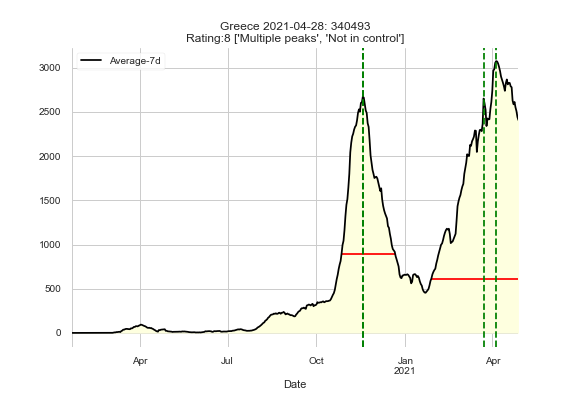 Greece 2021-04-28: 340493
Rating:8 ['Multiple peaks', 'Not in control']
Average-7d
3000
2500
2000
1500
1000
500
0
Apr
Jul
Oct
Jan
2021
Apr
Date